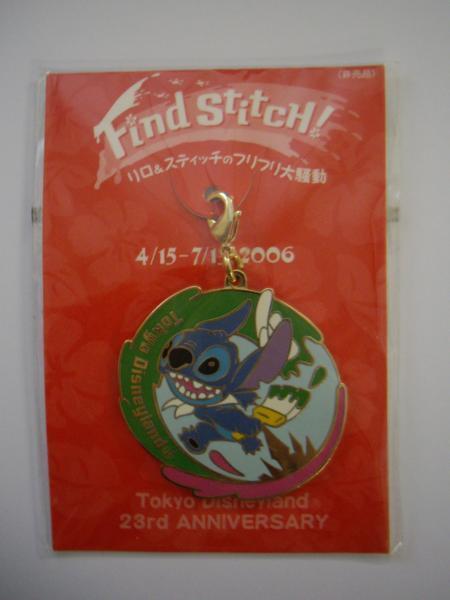 (非売品)
Find Stitch!
リロ&スティッチのフリフリ大騒動
4/15-7/1 2006
Tokyo Disneyland®
Tokyo Disneyland®
23rd ANNIVERSARY